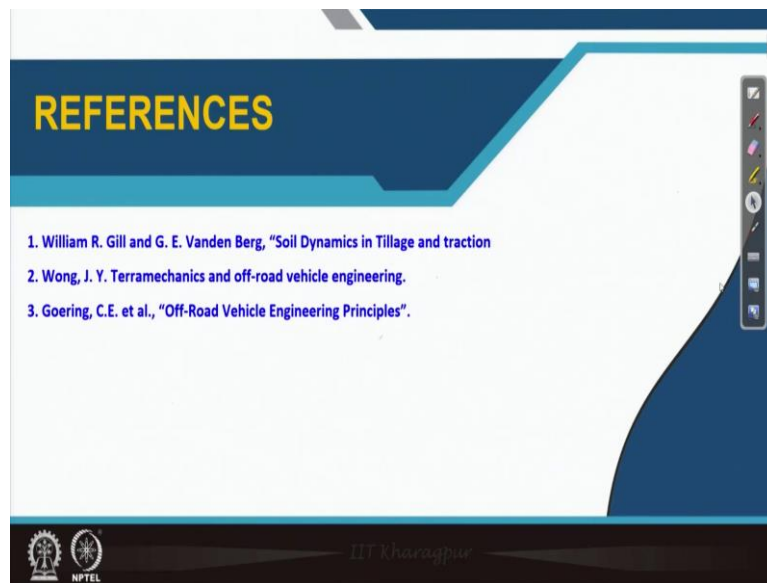 REFERENCES
1. William R. Gill and G. E. Vanden Berg, “Soil Dynamics in Tillage and traction
2. Wong, J. Y. Terramechanics and off-road vehicle engineering.
3. Goering, C.E. et al., “Off-Road Vehicle Engineering Principles”.
IIT Kharagpur
NPTEL